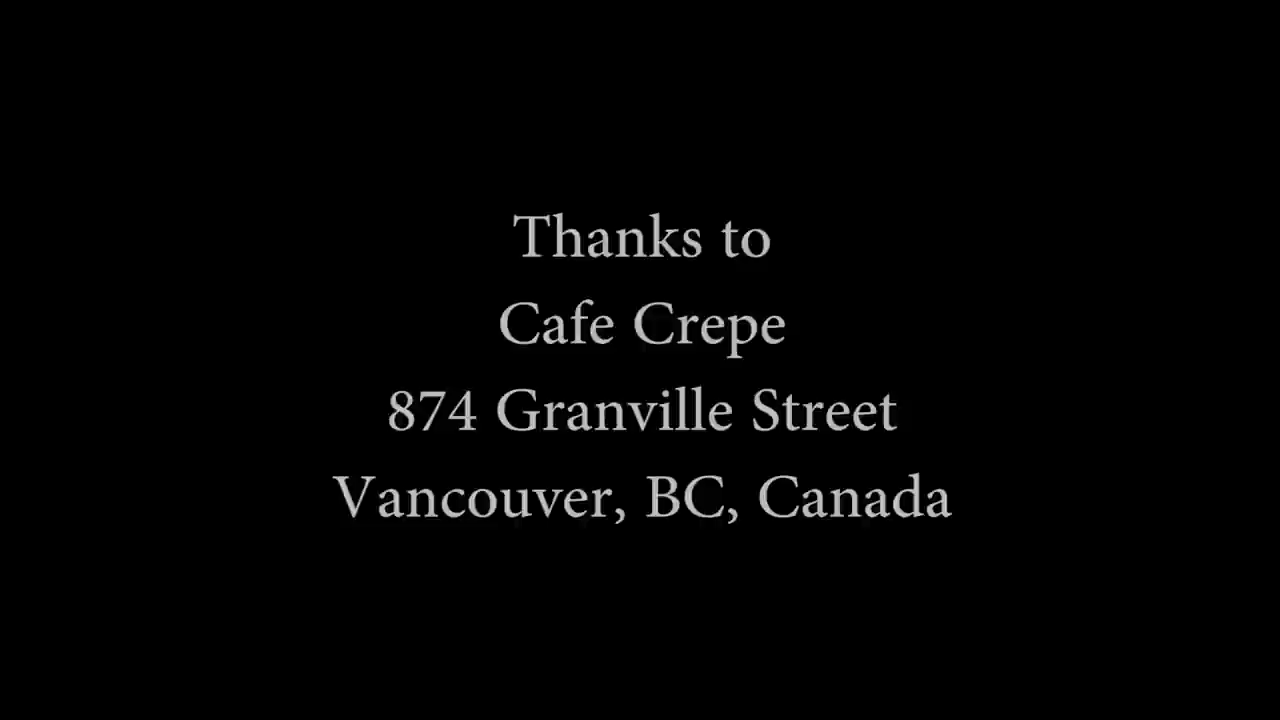 Thanks to
Cafe Crepe
874 Granville Street
Vancouver, BC, Canada